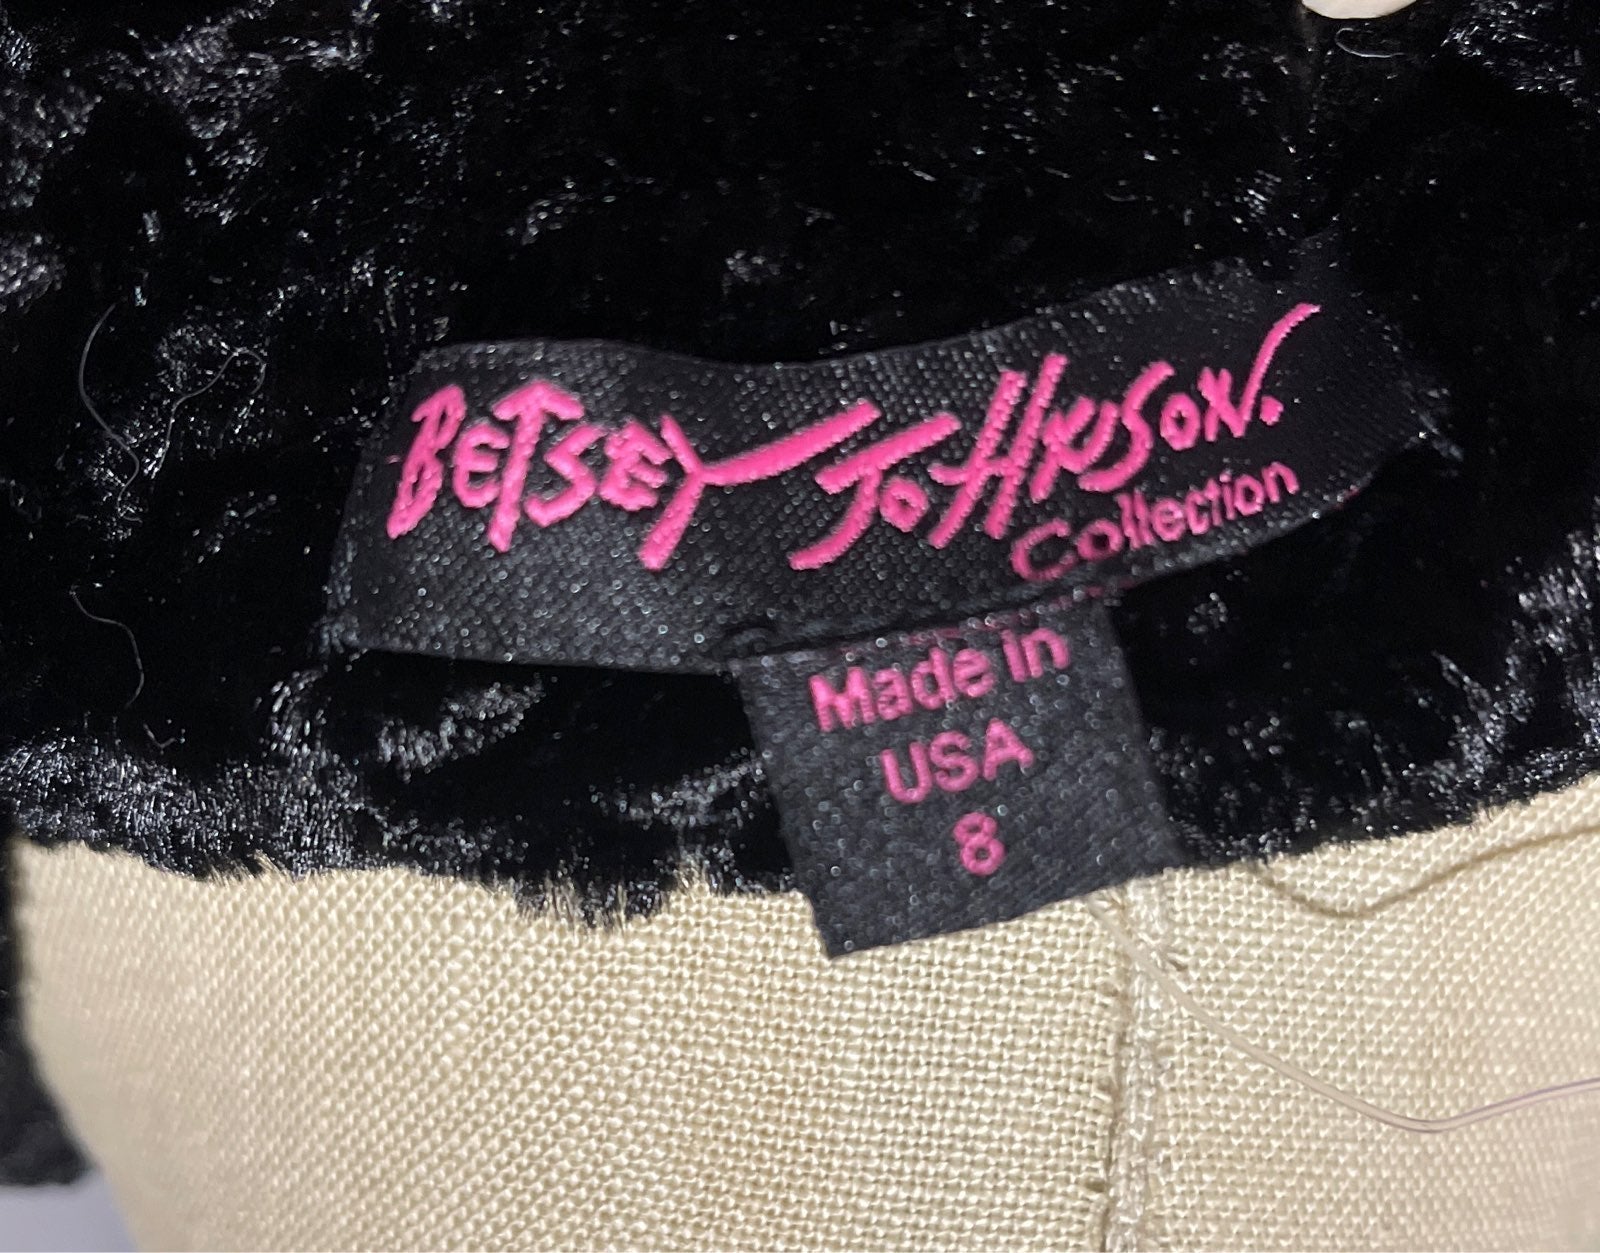 BETSEY JOHNSON.
Collection
Made in
USA
8